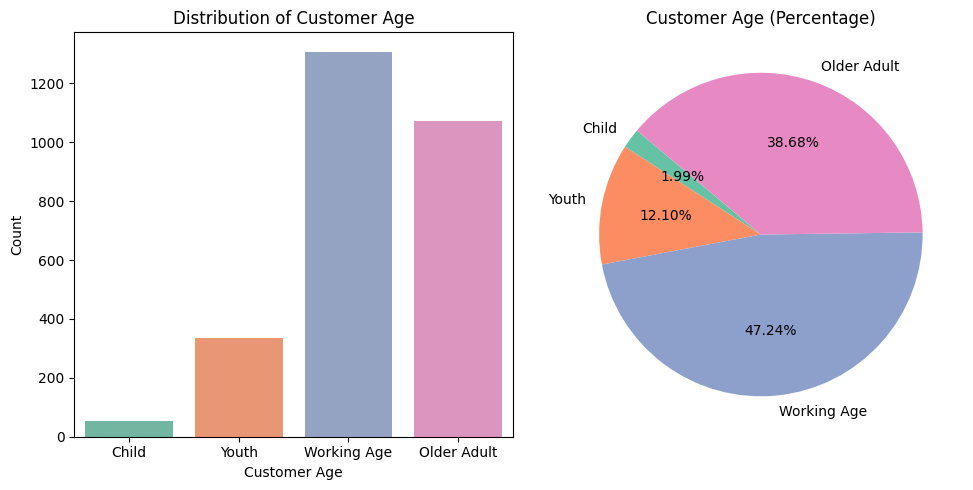 Distribution of Customer Age
Count
1200
1000
800
600
400
200
0
Child
Youth
Working Age
Older Adult
Customer Age
Customer Age (Percentage)
Older Adult
38.68%
Child
1.99%
Youth
12.10%
47.24%
Working Age